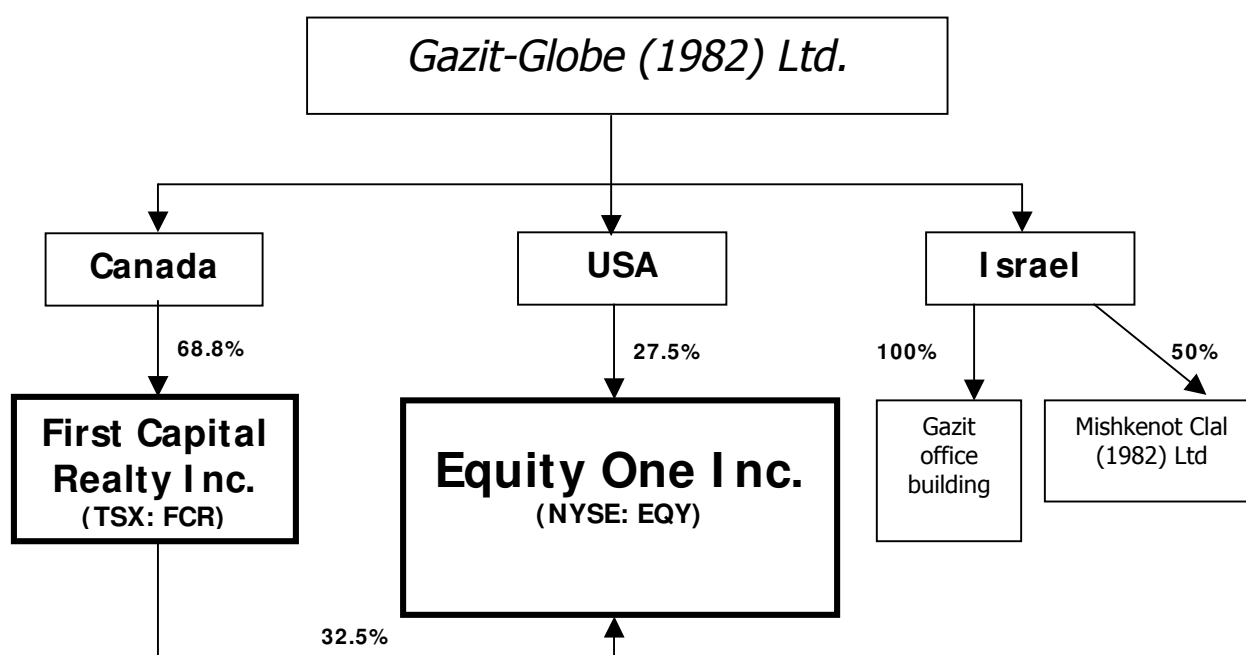 Gazit-Globe (1982) Ltd.
Canada
USA
Israel
68.8%
27.5%
100%
50%
First Capital
Realty Inc.
(TSX: FCR)
Equity One Inc.
(NYSE: EQY)
Gazit
office
building
Mishkenot Clal
(1982) Ltd
32.5%